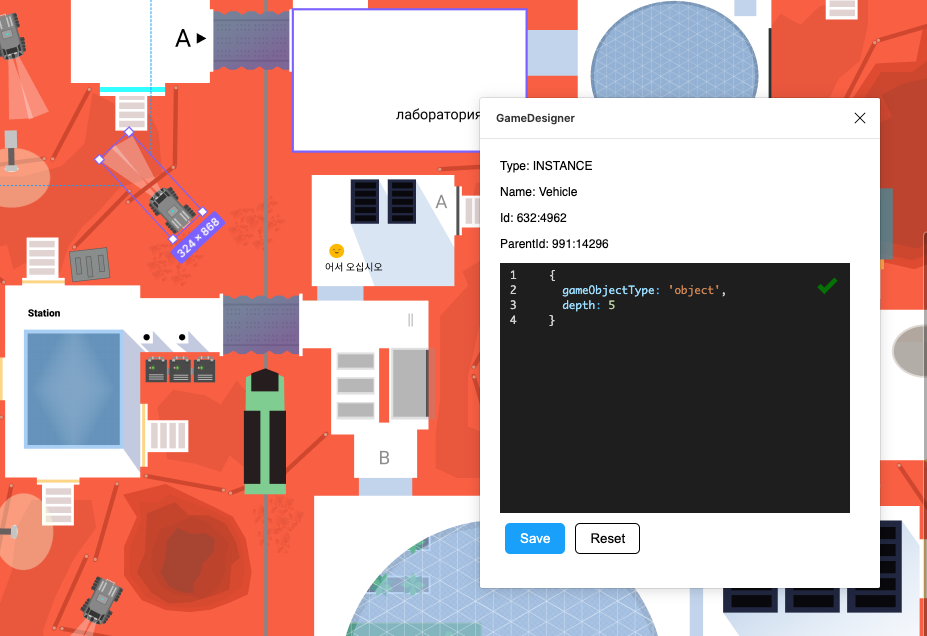 A ▸
лаборатория
GameDesigner
Type: INSTANCE
Name: Vehicle
Id: 632:4962
ParentId: 991:14296
1 {
2 gameObjectType: 'object',
3 depth: 5
4 }
Save
Reset
324 × 868
A
어서 오십시오
Station
||
B